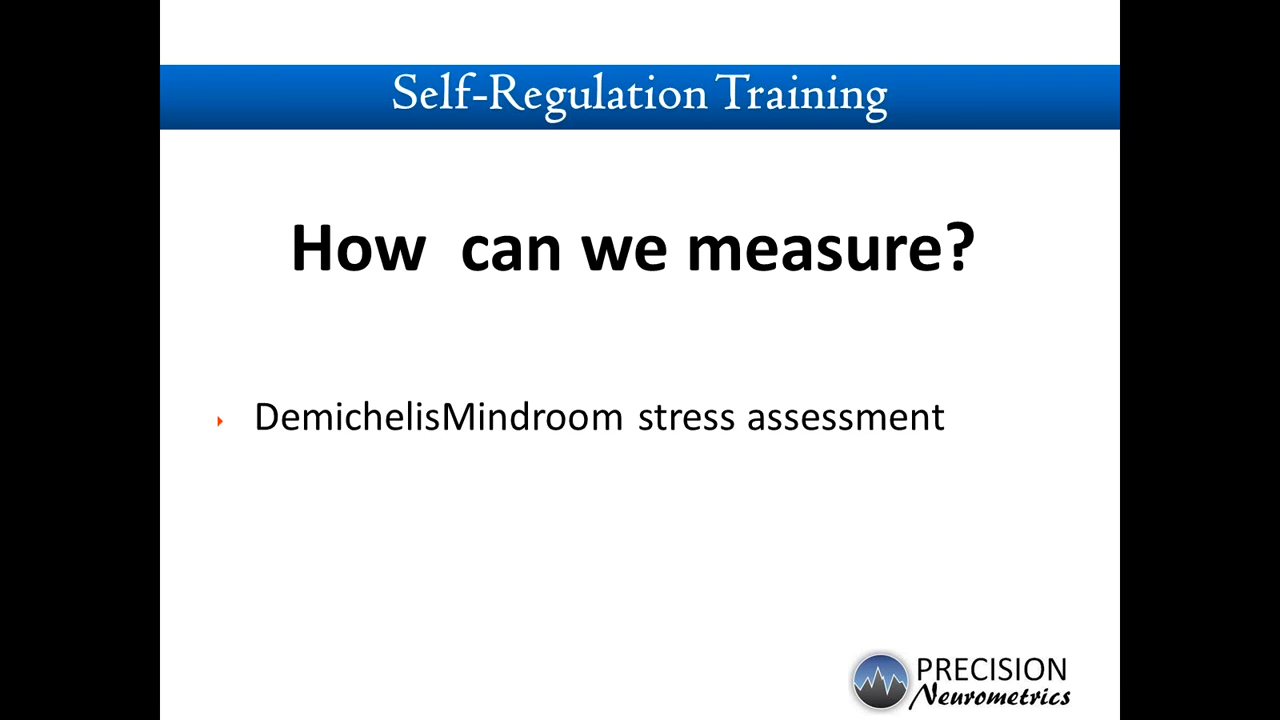 Self-Regulation Training
How  can we measure?
DemichelisMindroom stress assessment
PRECISION
Neurometrics